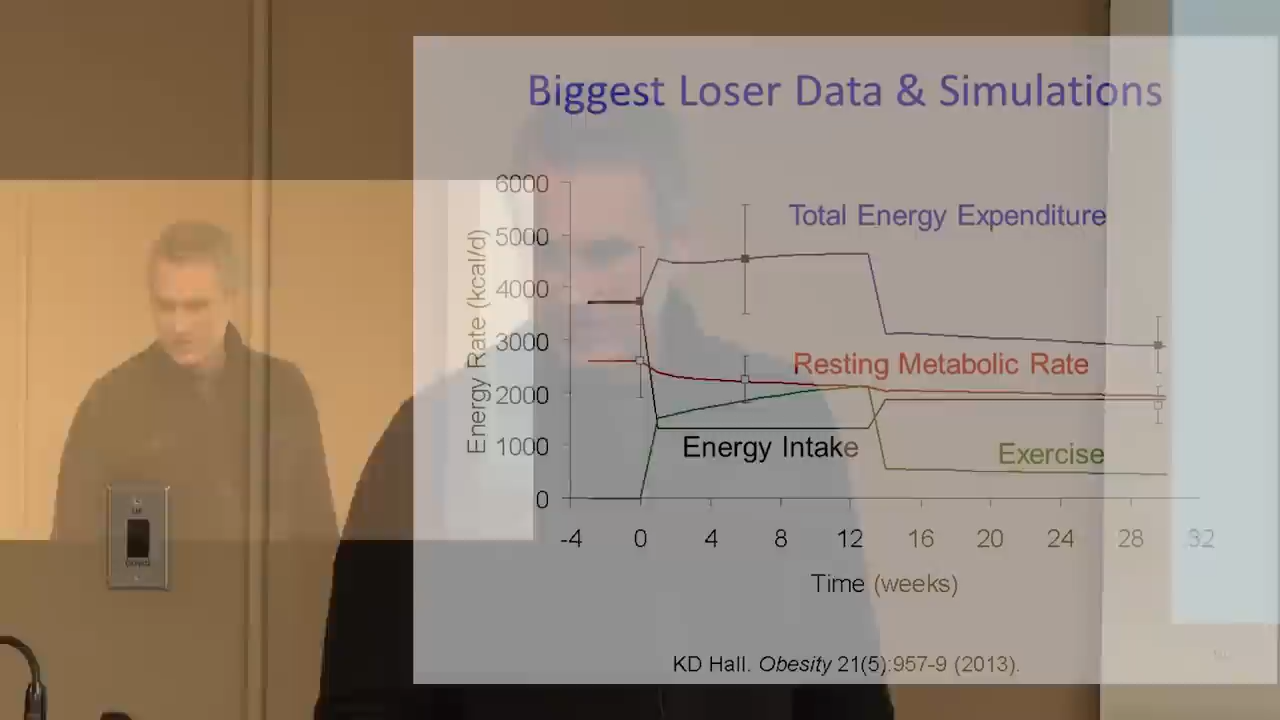 Biggest Loser Data & Simulations
6000
5000
4000
3000
2000
1000
0
Energy Rate (kcal/d)
Total Energy Expenditure
Resting Metabolic Rate
Energy Intake
Exercise
-4 0 4 8 12 16 20 24 28 32
Time (weeks)
KD Hall. Obesity 21(5):957-9 (2013).